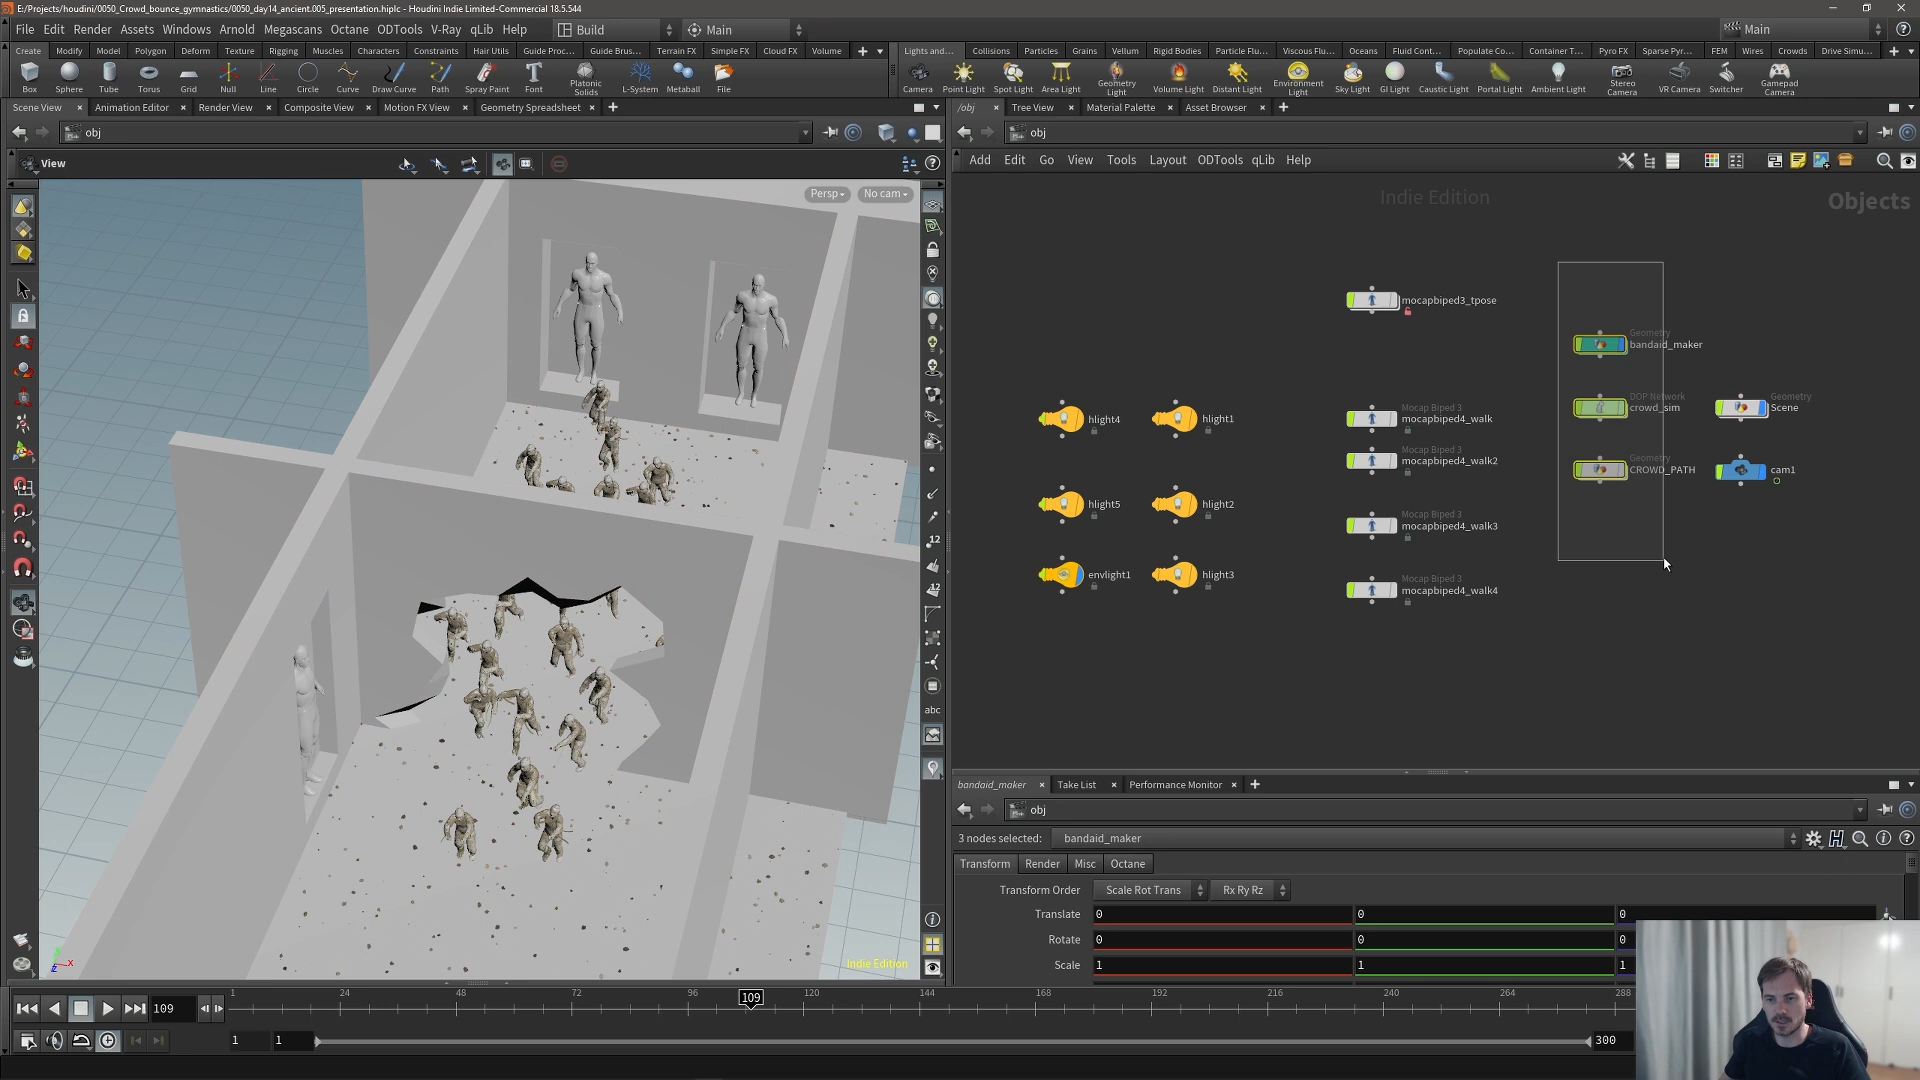 E:/Projects/houdini/0050_Crowd_bounce_gymnastics/0050_day14_ancient.005_presentation.hiplc - Houdini Indie Limited-Commercial 18.5.544
File Edit Render Assets Windows Arnold Megascans Octane ODTools V-Ray qLib Help Build Main Main
Create Modify Model Polygon Deform Texture Rigging Muscles Characters Constraints Hair Utils Guide Proc... Guide Brus... Terrain FX Simple FX Cloud FX Volume
Lights and... Collisions Particles Grains Vellum Rigid Bodies Particle Flu... Viscous Flu... Oceans Fluid Cont... Populate Co... Container T... Pyro FX Sparse Pyr... FEM Wires Crowds Drive Simu...
Box Sphere Tube Torus Grid Null Line Circle Curve Draw Curve Path Spray Paint Font Platonic Solids L-System Metaball File
Camera Point Light Spot Light Area Light Geometry Light Volume Light Distant Light Environment Light Sky Light GI Light Caustic Light Portal Light Ambient Light Stereo Camera VR Camera Switcher Gamepad Camera
Scene View Animation Editor Render View Composite View Motion FX View Geometry Spreadsheet
/obj Tree View Material Palette Asset Browser
obj
obj
View
Add Edit Go View Tools Layout ODTools qLib Help
Persp No cam
Indie Edition
Objects
mocapbiped3_tpose
Geometry
bandaid_maker
DOP Network
crowd_sim
Geometry
Scene
Geometry
CROWD_PATH
cam1
hlight4
hlight1
Mocap Biped 3
mocapbiped4_walk
Mocap Biped 3
mocapbiped4_walk2
hlight5
hlight2
Mocap Biped 3
mocapbiped4_walk3
envlight1
hlight3
Mocap Biped 3
mocapbiped4_walk4
12
12
abc
Indie Edition
z x
bandaid_maker Take List Performance Monitor
obj
3 nodes selected: bandaid_maker
Transform Render Misc Octane
Transform Order Scale Rot Trans Rx Ry Rz
Translate 0 0 0
Rotate 0 0 0
Scale 1 1 1
109
1 24 48 72 96 109 120 144 168 192 216 240 264 288
1 1 300